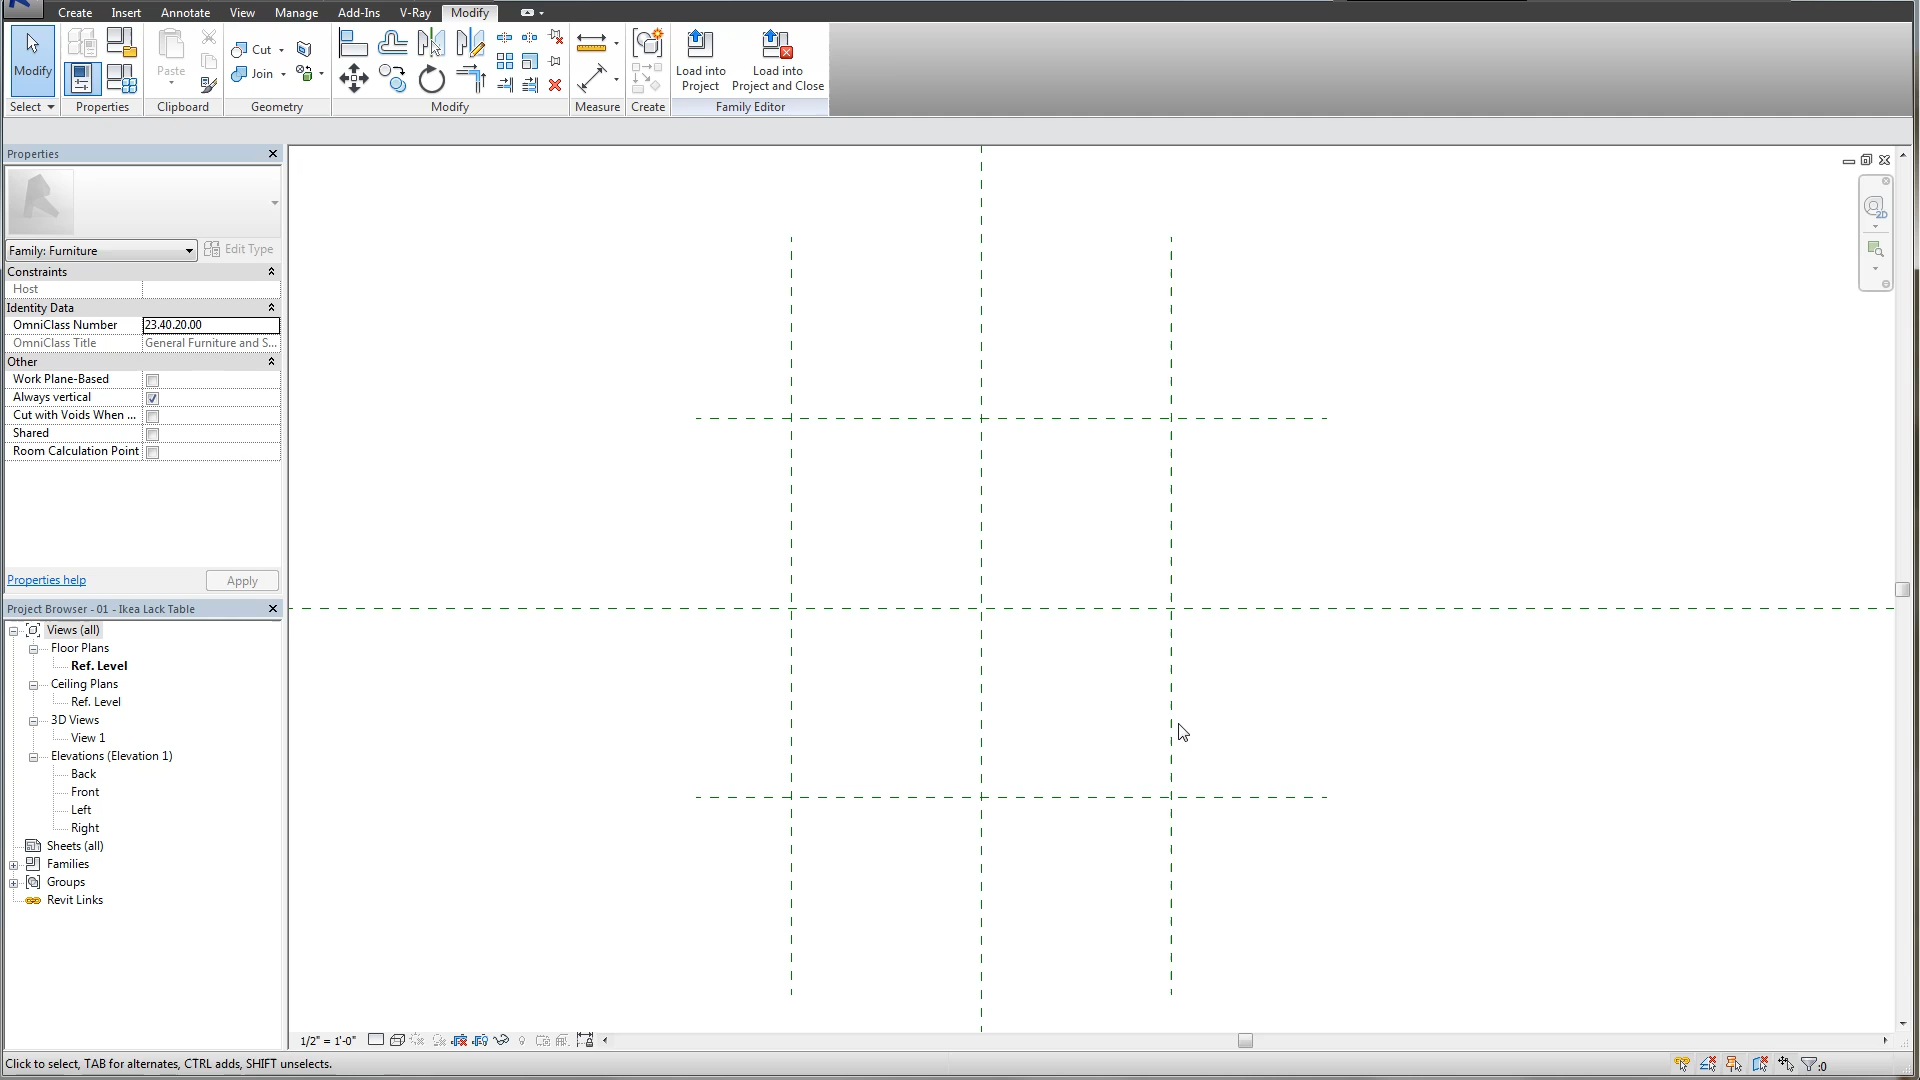 Create Insert Annotate View Manage Add-Ins V-Ray Modify
Modify
Paste
Cut
Join
Load into
Project
Load into
Project and Close
Select
Properties
Clipboard
Geometry
Modify
Measure
Create
Family Editor
Properties
Family: Furniture
Edit Type
Constraints
Host
Identity Data
OmniClass Number 23.40.20.00
OmniClass Title General Furniture and S...
Other
Work Plane-Based
Always vertical
Cut with Voids When ...
Shared
Room Calculation Point
Properties help
Apply
Project Browser - 01 - Ikea Lack Table
Views (all)
Floor Plans
Ref. Level
Ceiling Plans
Ref. Level
3D Views
View 1
Elevations (Elevation 1)
Back
Front
Left
Right
Sheets (all)
Families
Groups
Revit Links
2D
1/2" = 1'-0"
Click to select, TAB for alternates, CTRL adds, SHIFT unselects.
:0